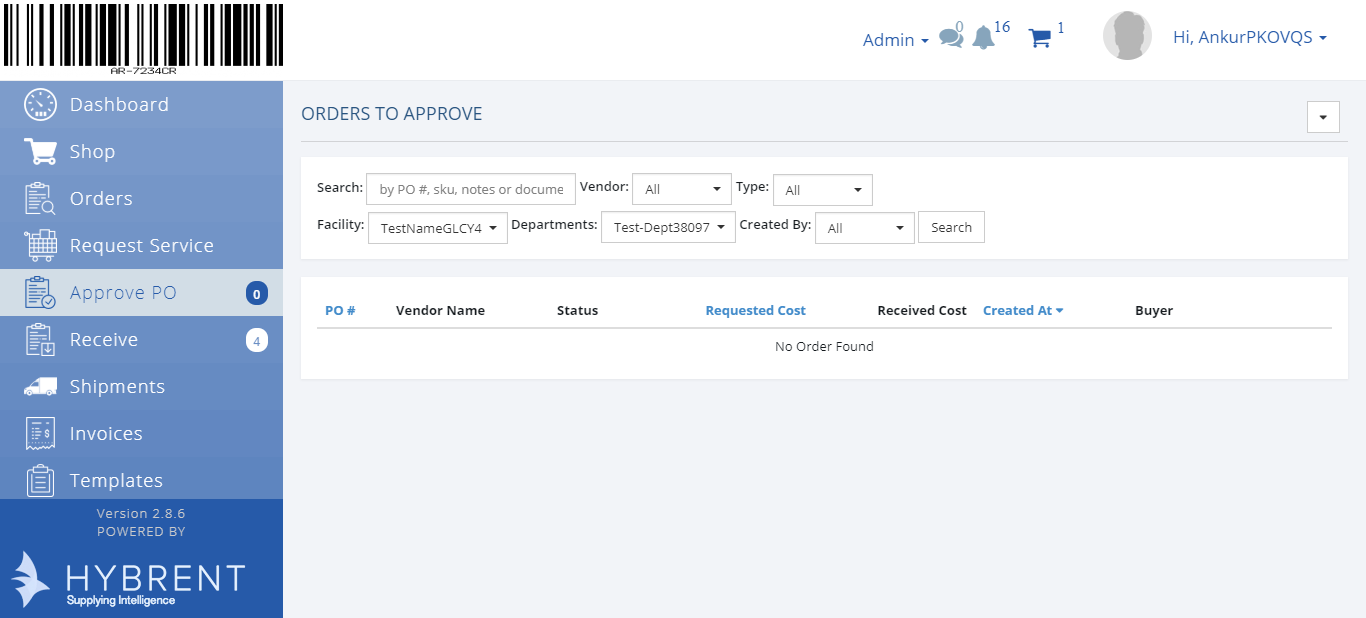 AR-7234CR
Admin
0
16
1
Hi, AnkurPKOVQS
Dashboard
Shop
Orders
Request Service
Approve PO 0
Receive 4
Shipments
Invoices
Templates
Version 2.8.6
POWERED BY
HYBRENT
Supplying Intelligence
ORDERS TO APPROVE
Search: by PO #, sku, notes or docume Vendor: All Type: All
Facility: TestNameGLCY4 Departments: Test-Dept38097 Created By: All Search
PO # Vendor Name Status Requested Cost Received Cost Created At Buyer
No Order Found